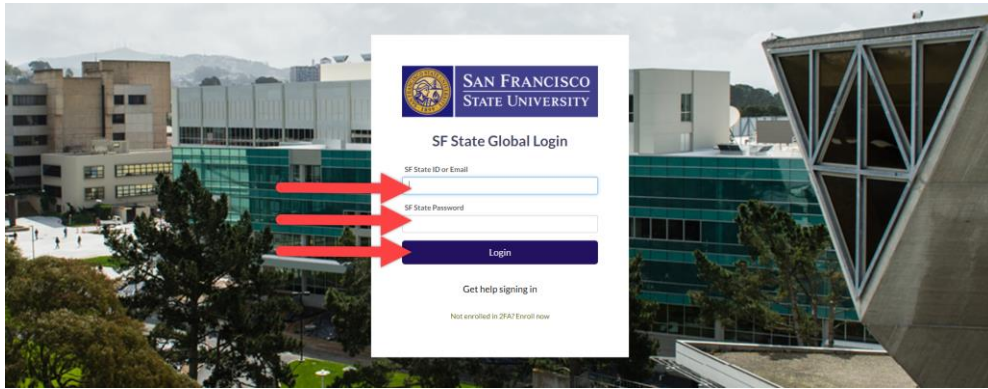 SAN FRANCISCO
STATE UNIVERSITY
SF State Global Login
SF State ID or Email
SF State Password
Login
Get help signing in
Not enrolled in 2FA? Enroll now